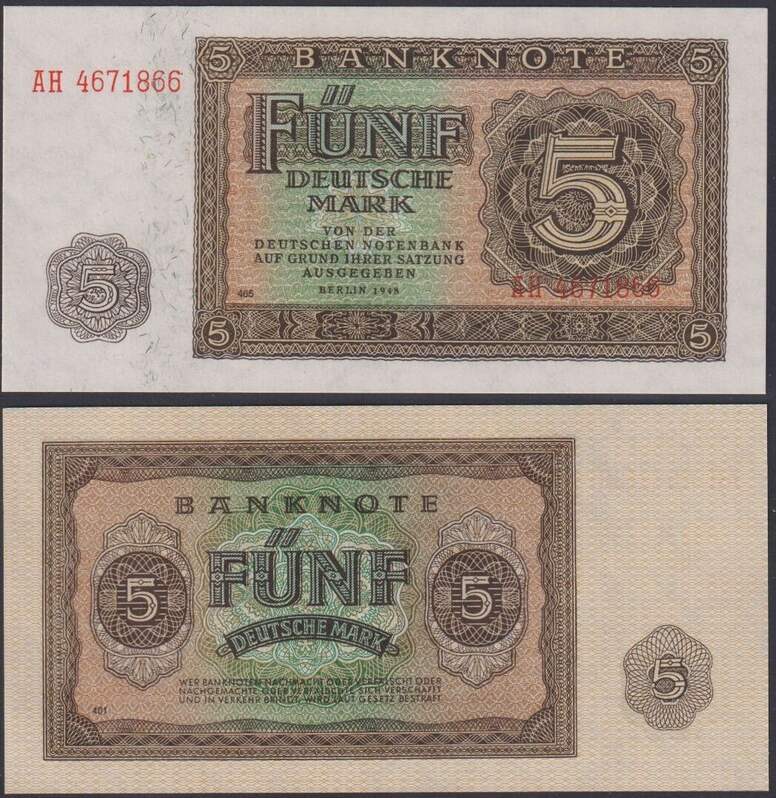 5 BANKNOTE 5
AH 4671866
FÜNF
DEUTSCHE
MARK
5
VON DER
DEUTSCHEN NOTENBANK
AUF GRUND IHRER SATZUNG
AUSGEGEBEN
BERLIN 1948
465
AH 4671866
5
5
5
BANKNOTE
FÜNF
5
5
DEUTSCHE MARK
WER BANKNOTEN NACHMACHT ODER VERFÄLSCHT ODER
NACHGEMACHTE ODER VERFÄLSCHTE SICH VERSCHAFFT
UND IN VERKEHR BRINGT, WIRD LAUT GESETZ BESTRAFT
401
5